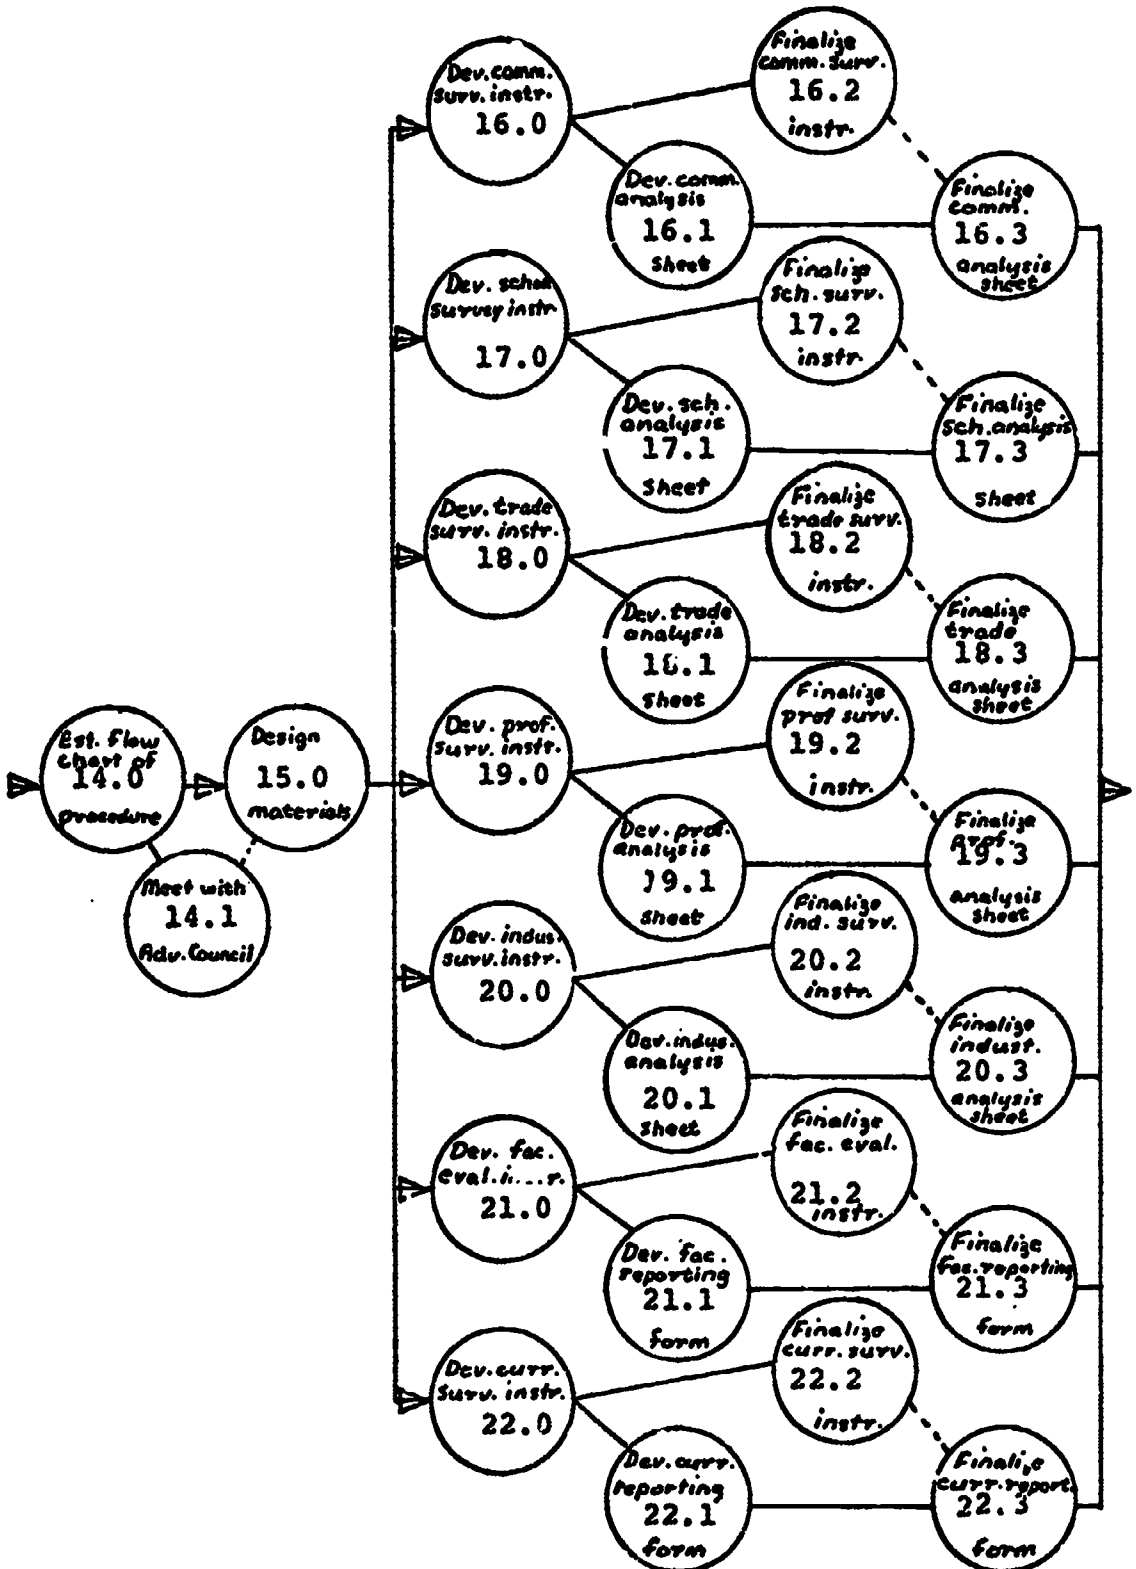 Est. flow
chart of
14.0
procedure
Meet with
14.1
Adv. Council
Design
15.0
materials
Dev. comm.
surv. instr.
16.0
Dev. comm.
analysis
16.1
sheet
Finalize
comm. surv.
16.2
instr.
Finalize
comm.
16.3
analysis
sheet
Dev. school
survey instr.
17.0
Dev. sch.
analysis
17.1
sheet
Finalize
sch. surv.
17.2
instr.
Finalize
sch. analysis
17.3
sheet
Dev. trade
surv. instr.
18.0
Dev. trade
analysis
18.1
sheet
Finalize
trade surv.
18.2
instr.
Finalize
trade
18.3
analysis
sheet
Dev. prof.
surv. instr.
19.0
Dev. prof.
analysis
19.1
sheet
Finalize
prof surv.
19.2
instr.
Finalize
prof.
19.3
analysis
sheet
Dev. indus.
surv. instr.
20.0
Dev. indus.
analysis
20.1
sheet
Finalize
ind. surv.
20.2
instr.
Finalize
indust.
20.3
analysis
sheet
Dev. fac.
eval.
21.0
Dev. fac.
reporting
21.1
form
Finalize
fac. eval.
21.2
instr.
Finalize
fac. reporting
21.3
form
Dev. curr.
surv. instr.
22.0
Dev. curr.
reporting
22.1
form
Finalize
curr. surv.
22.2
instr.
Finalize
curr. report.
22.3
form